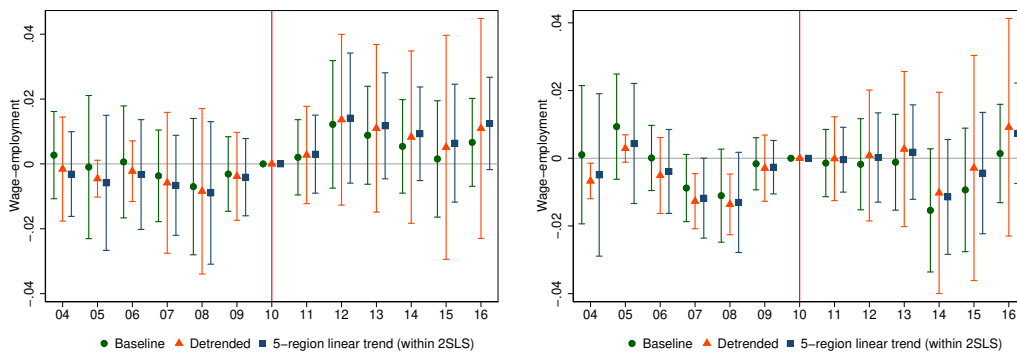 Wage−employment
.04
.02
0
−.02
−.04
04 05 06 07 08 09 10 11 12 13 14 15 16
Baseline Detrended 5−region linear trend (within 2SLS)
Wage−employment
.04
.02
0
−.02
−.04
04 05 06 07 08 09 10 11 12 13 14 15 16
Baseline Detrended 5−region linear trend (within 2SLS)